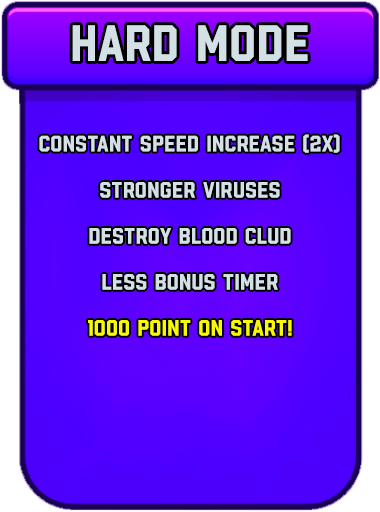 HARD MODE
CONSTANT SPEED INCREASE (2X)
STRONGER VIRUSES
DESTROY BLOOD CLUD
LESS BONUS TIMER
1000 POINT ON START!